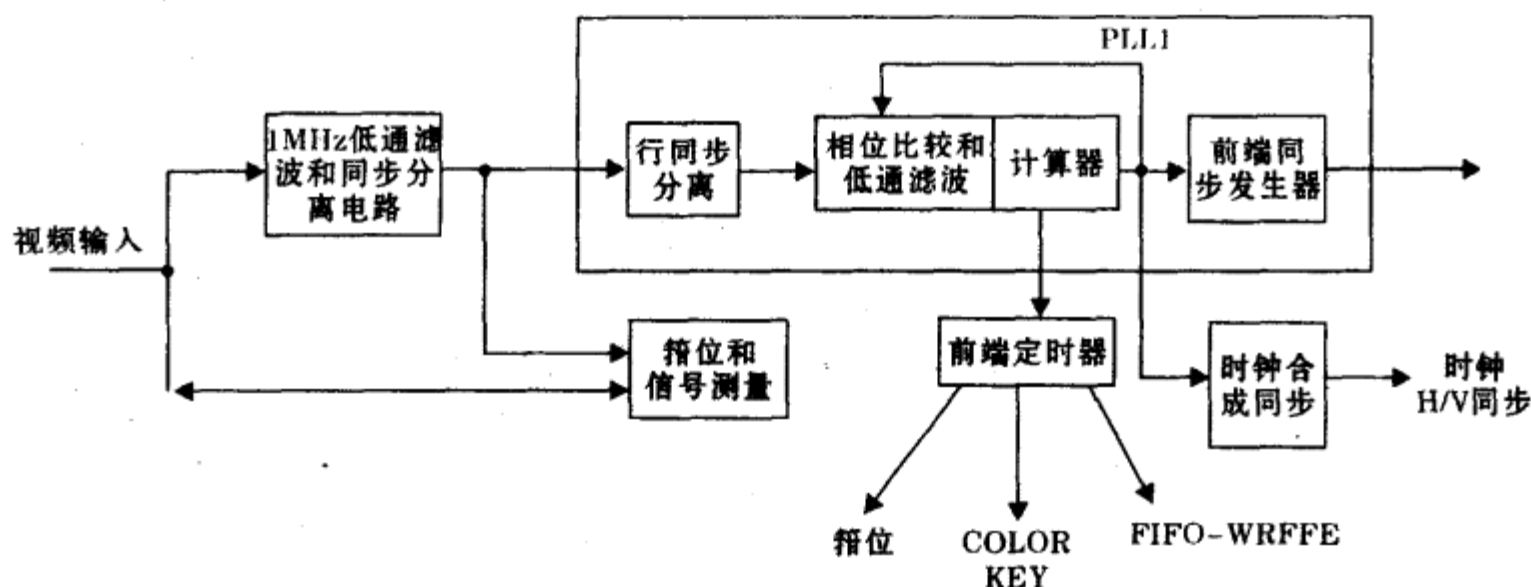 PLL1
1MHz低通滤
波和同步分
离电路
行同步
分离
相位比较和
低通滤波
计算器
前端同
步发生器
视频输入
箝位和
信号测量
前端定时器
时钟合
成同步
时钟
H/V同步
箝位
COLOR
KEY
FIFO-WRFFE